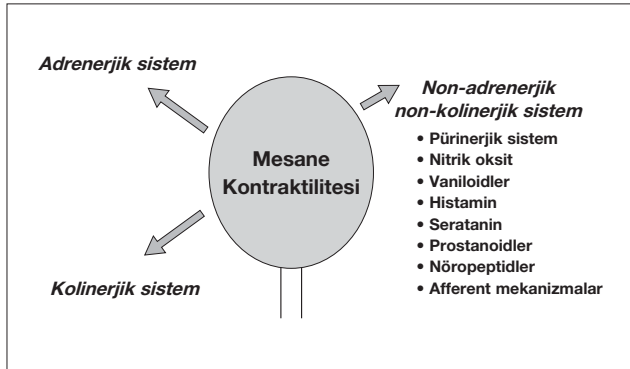 Adrenerjik sistem
Non-adrenerjik
non-kolinerjik sistem
• Pürinerjik sistem
• Nitrik oksit
• Vaniloidler
• Histamin
• Seratanin
• Prostanoidler
• Nöropeptidler
• Afferent mekanizmalar
Mesane
Kontraktilitesi
Kolinerjik sistem